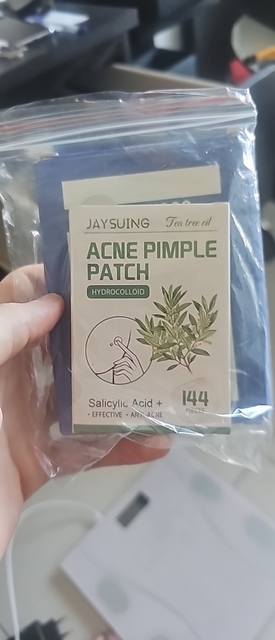 JAYSUING Tea tree oil
ACNE PIMPLE
PATCH
HYDROCOLLOID
Salicylic Acid +
• EFFECTIVE • ANTI ACNE
144